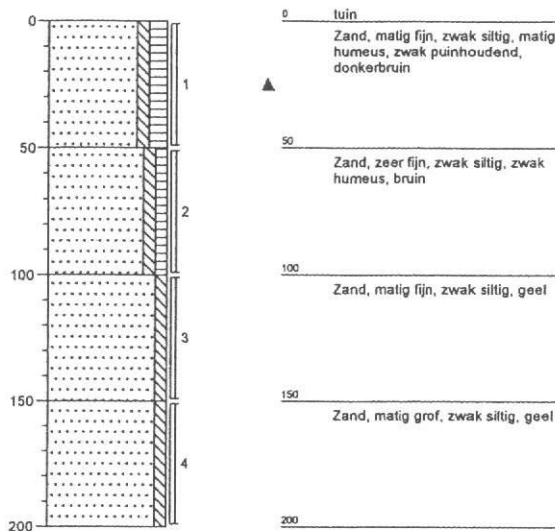 0
50
100
150
200
1
2
3
4
0 tuin
Zand, matig fijn, zwak siltig, matig
humeus, zwak puinhoudend,
donkerbruin
50
Zand, zeer fijn, zwak siltig, zwak
humeus, bruin
100
Zand, matig fijn, zwak siltig, geel
150
Zand, matig grof, zwak siltig, geel
200